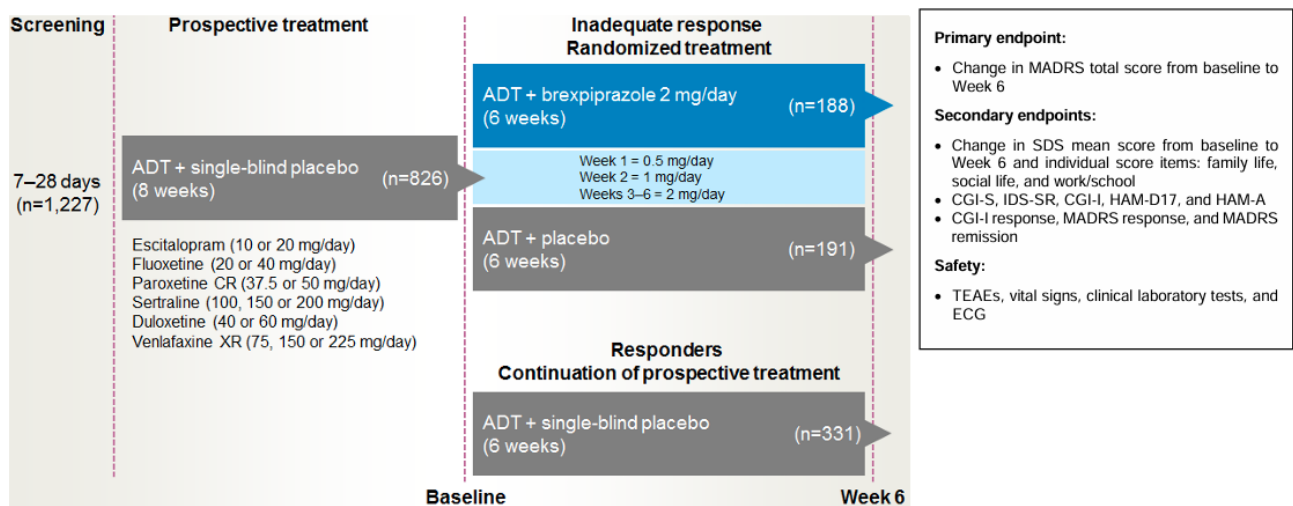 Screening
Prospective treatment
Inadequate response
Randomized treatment
7–28 days
(n=1,227)
ADT + single-blind placebo
(8 weeks)
(n=826)
Escitalopram (10 or 20 mg/day)
Fluoxetine (20 or 40 mg/day)
Paroxetine CR (37.5 or 50 mg/day)
Sertraline (100, 150 or 200 mg/day)
Duloxetine (40 or 60 mg/day)
Venlafaxine XR (75, 150 or 225 mg/day)
ADT + brexpiprazole 2 mg/day
(6 weeks)
(n=188)
Week 1 = 0.5 mg/day
Week 2 = 1 mg/day
Weeks 3–6 = 2 mg/day
ADT + placebo
(6 weeks)
(n=191)
Responders
Continuation of prospective treatment
ADT + single-blind placebo
(6 weeks)
(n=331)
Baseline
Week 6
Primary endpoint:
• Change in MADRS total score from baseline to
Week 6
Secondary endpoints:
• Change in SDS mean score from baseline to
Week 6 and individual score items: family life,
social life, and work/school
• CGI-S, IDS-SR, CGI-I, HAM-D17, and HAM-A
• CGI-I response, MADRS response, and MADRS
remission
Safety:
• TEAEs, vital signs, clinical laboratory tests, and
ECG